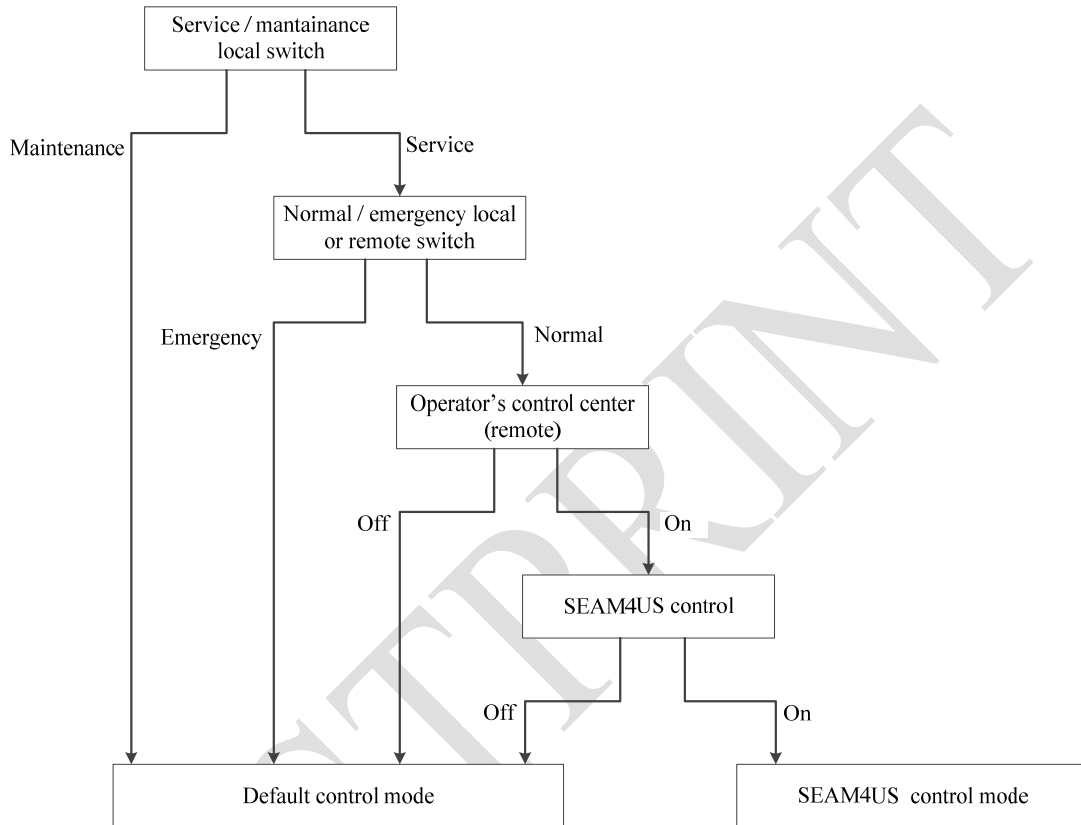 Service / mantainance
local switch
Maintenance
Service
Normal / emergency local
or remote switch
Emergency
Normal
Operator's control center
(remote)
Off
On
SEAM4US control
Off
On
Default control mode
SEAM4US control mode
STPRINT